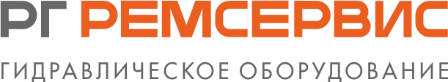 РГ РЕМСЕРВИС
ГИДРАВЛИЧЕСКОЕ ОБОРУДОВАНИЕ